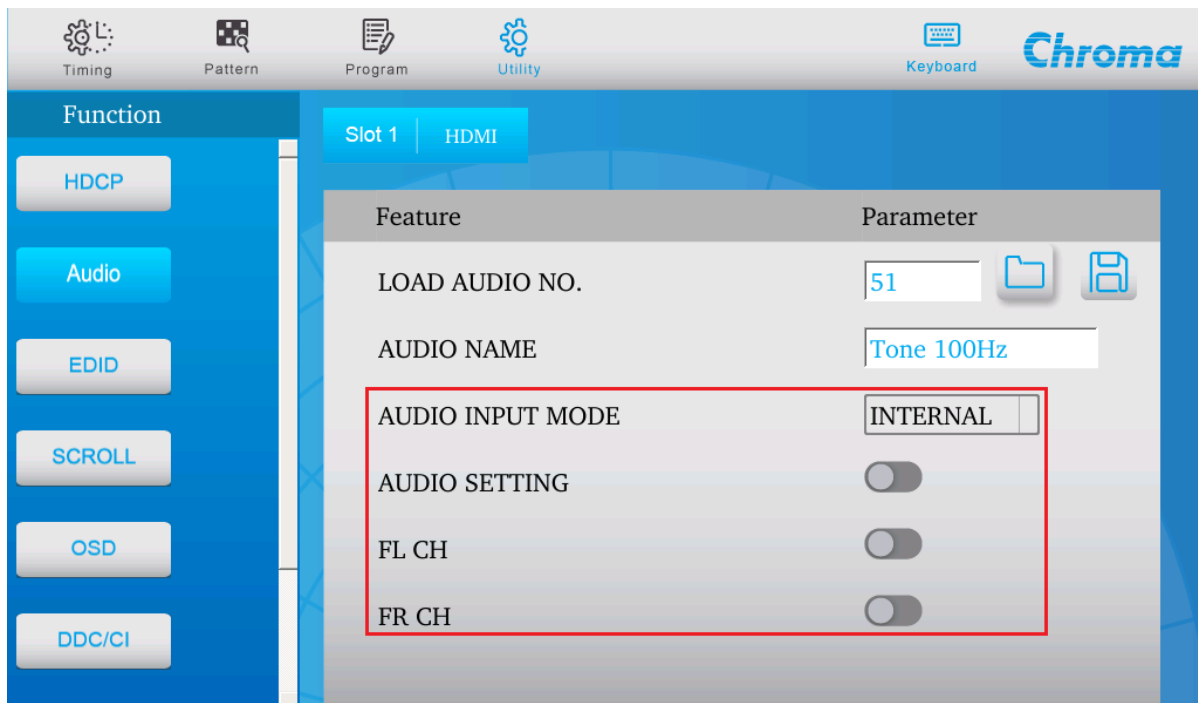 Timing Pattern Program Utility Keyboard Chroma
Function
Slot 1 HDMI
HDCP
Feature Parameter
Audio
LOAD AUDIO NO. 51
AUDIO NAME Tone 100Hz
EDID
AUDIO INPUT MODE INTERNAL
SCROLL
AUDIO SETTING
OSD
FL CH
FR CH
DDC/CI